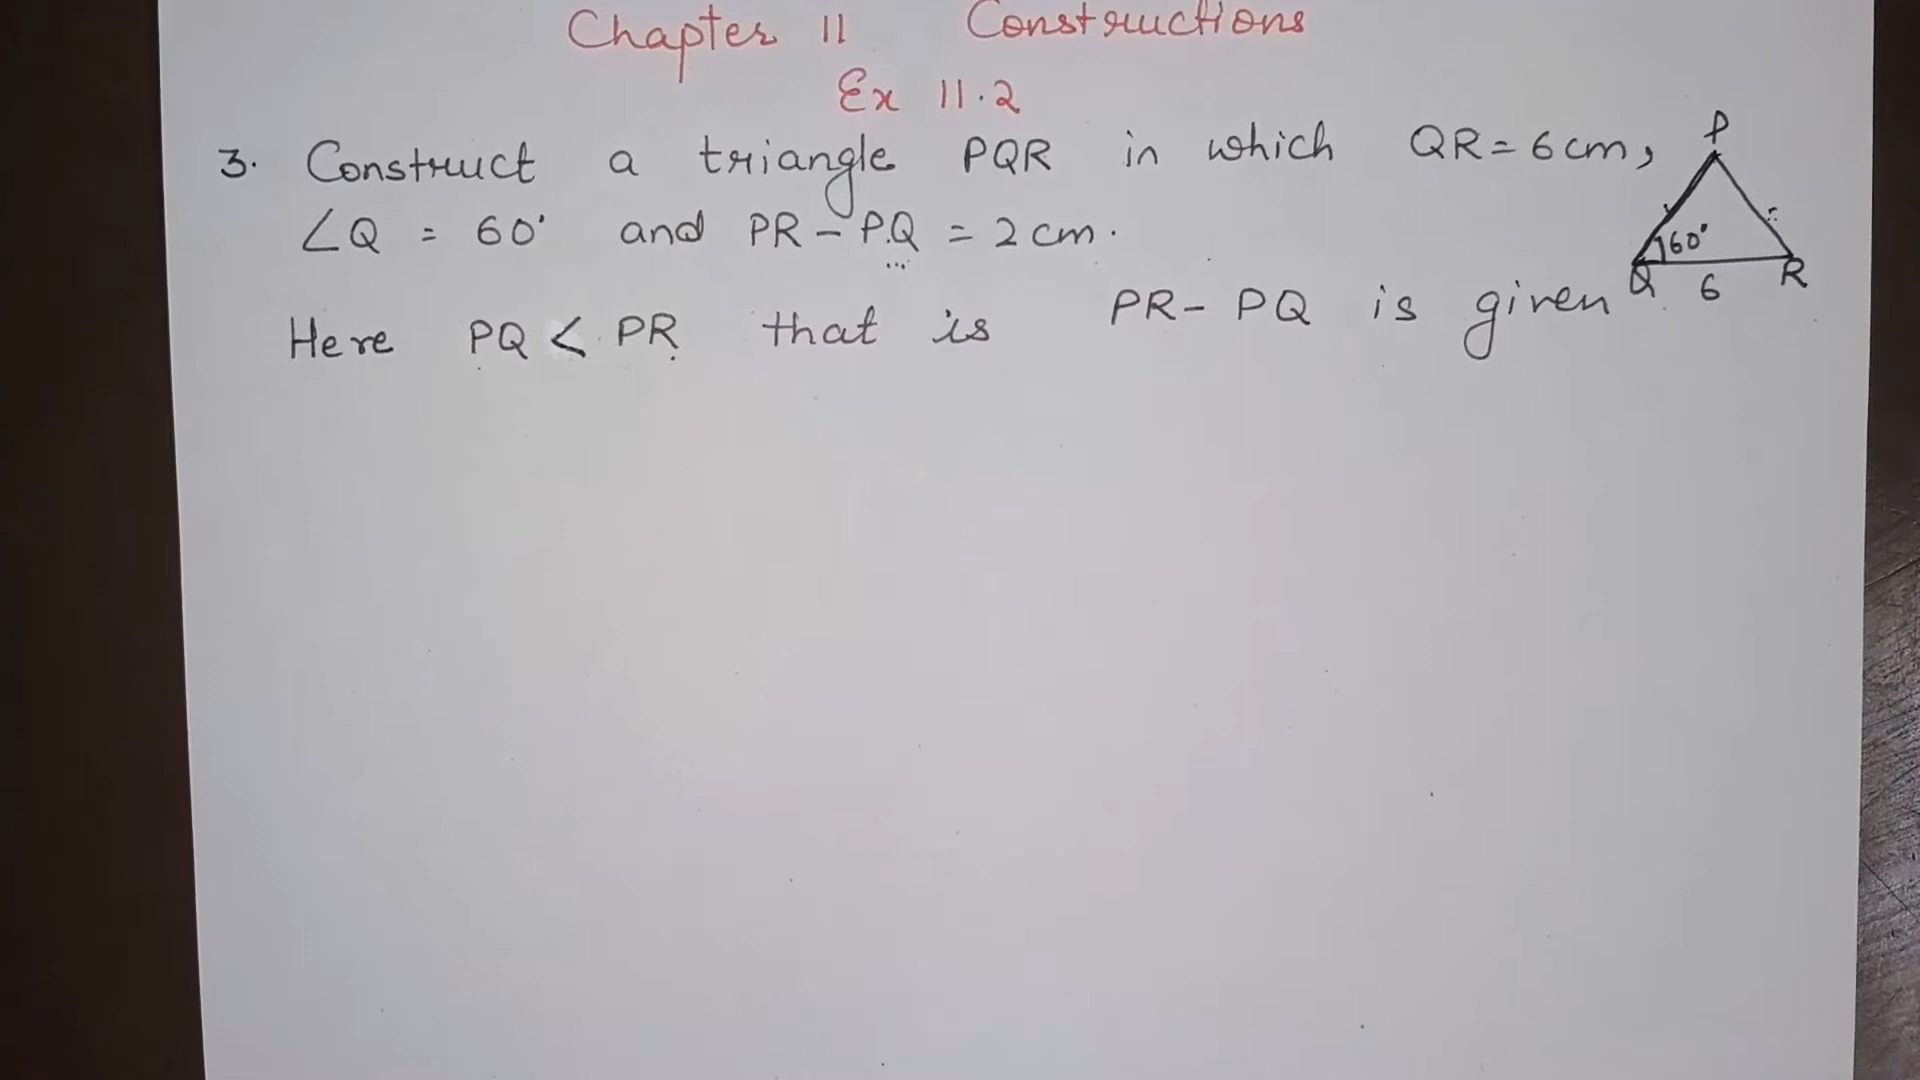 Chapter 11 Constructions
Ex 11.2
3. Construct a triangle PQR in which QR = 6 cm,
∠Q = 60° and PR - PQ = 2 cm.
Here PQ < PR that is PR - PQ is given
P
60°
Q 6 R